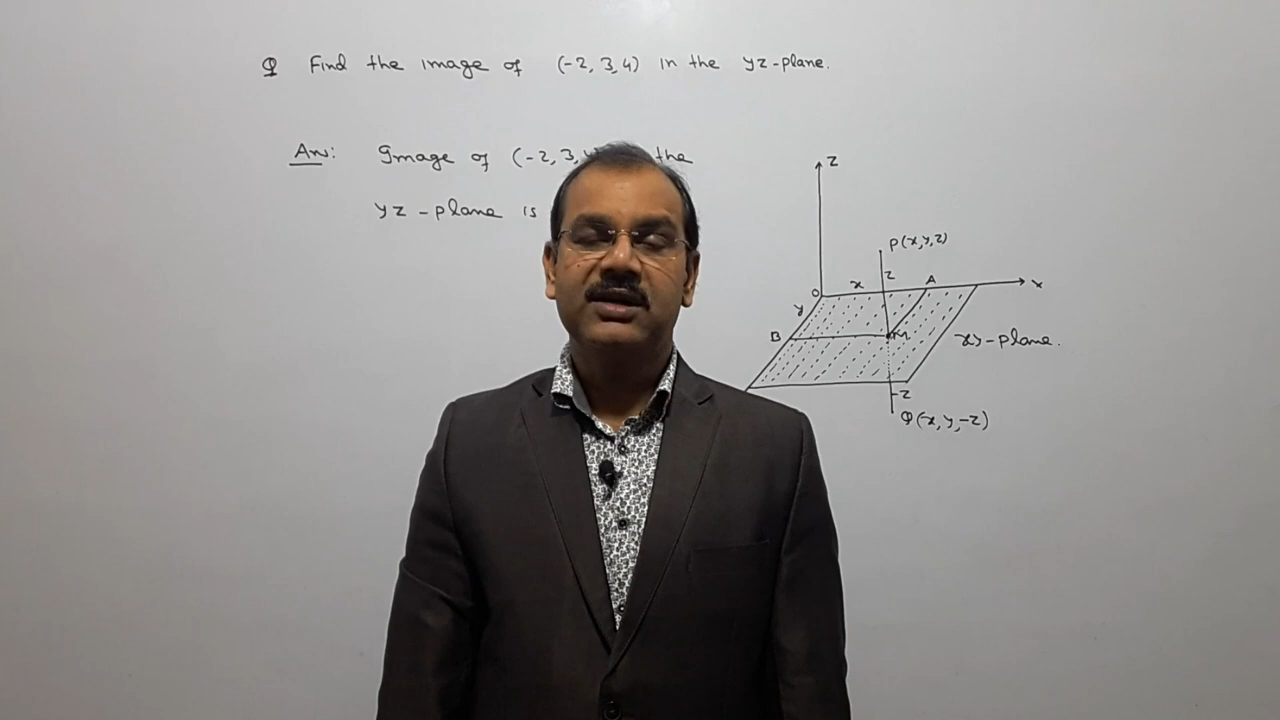 Q Find the image of (-2, 3, 4) in the yz-plane.
Ans: Image of (-2, 3, the
yz-plane is
z
P(x,y,z)
z
O x A x
y
B M xy-plane.
-z
Q(x, y, -z)